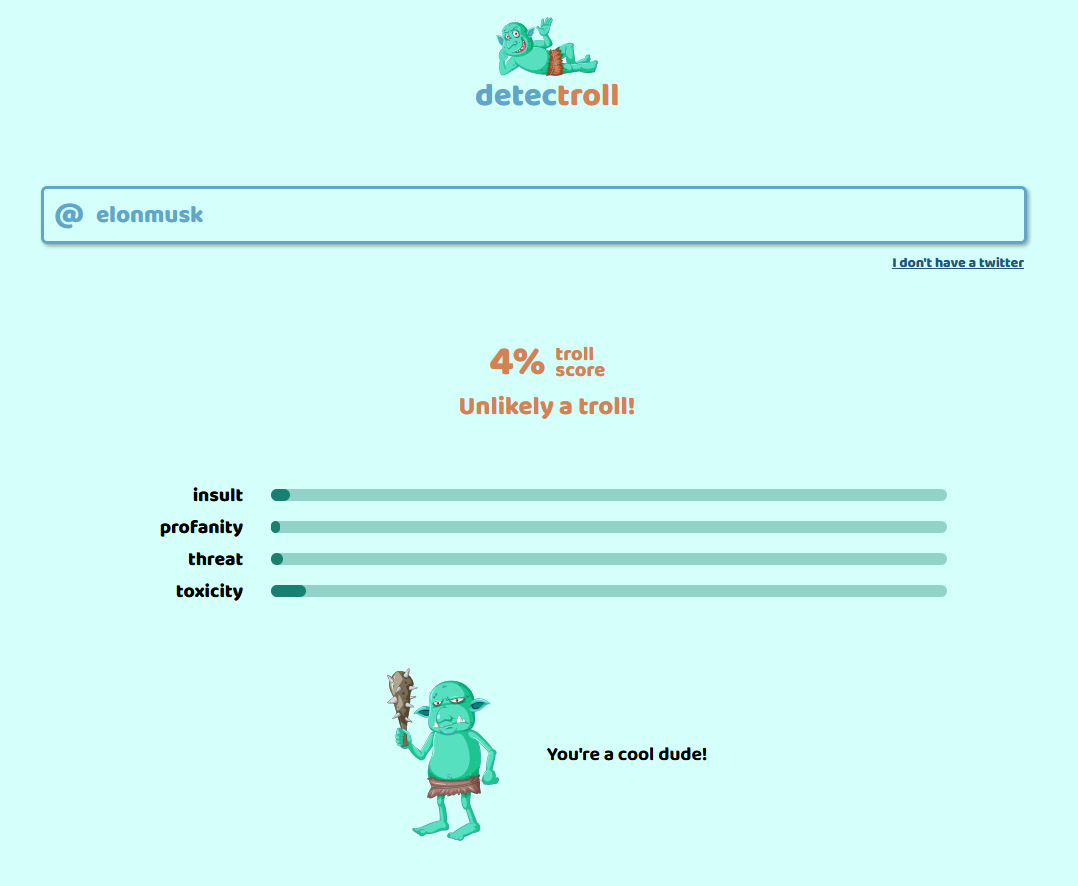 detectroll
@ elonmusk
I don't have a twitter
4% troll
score
Unlikely a troll!
insult
profanity
threat
toxicity
You're a cool dude!